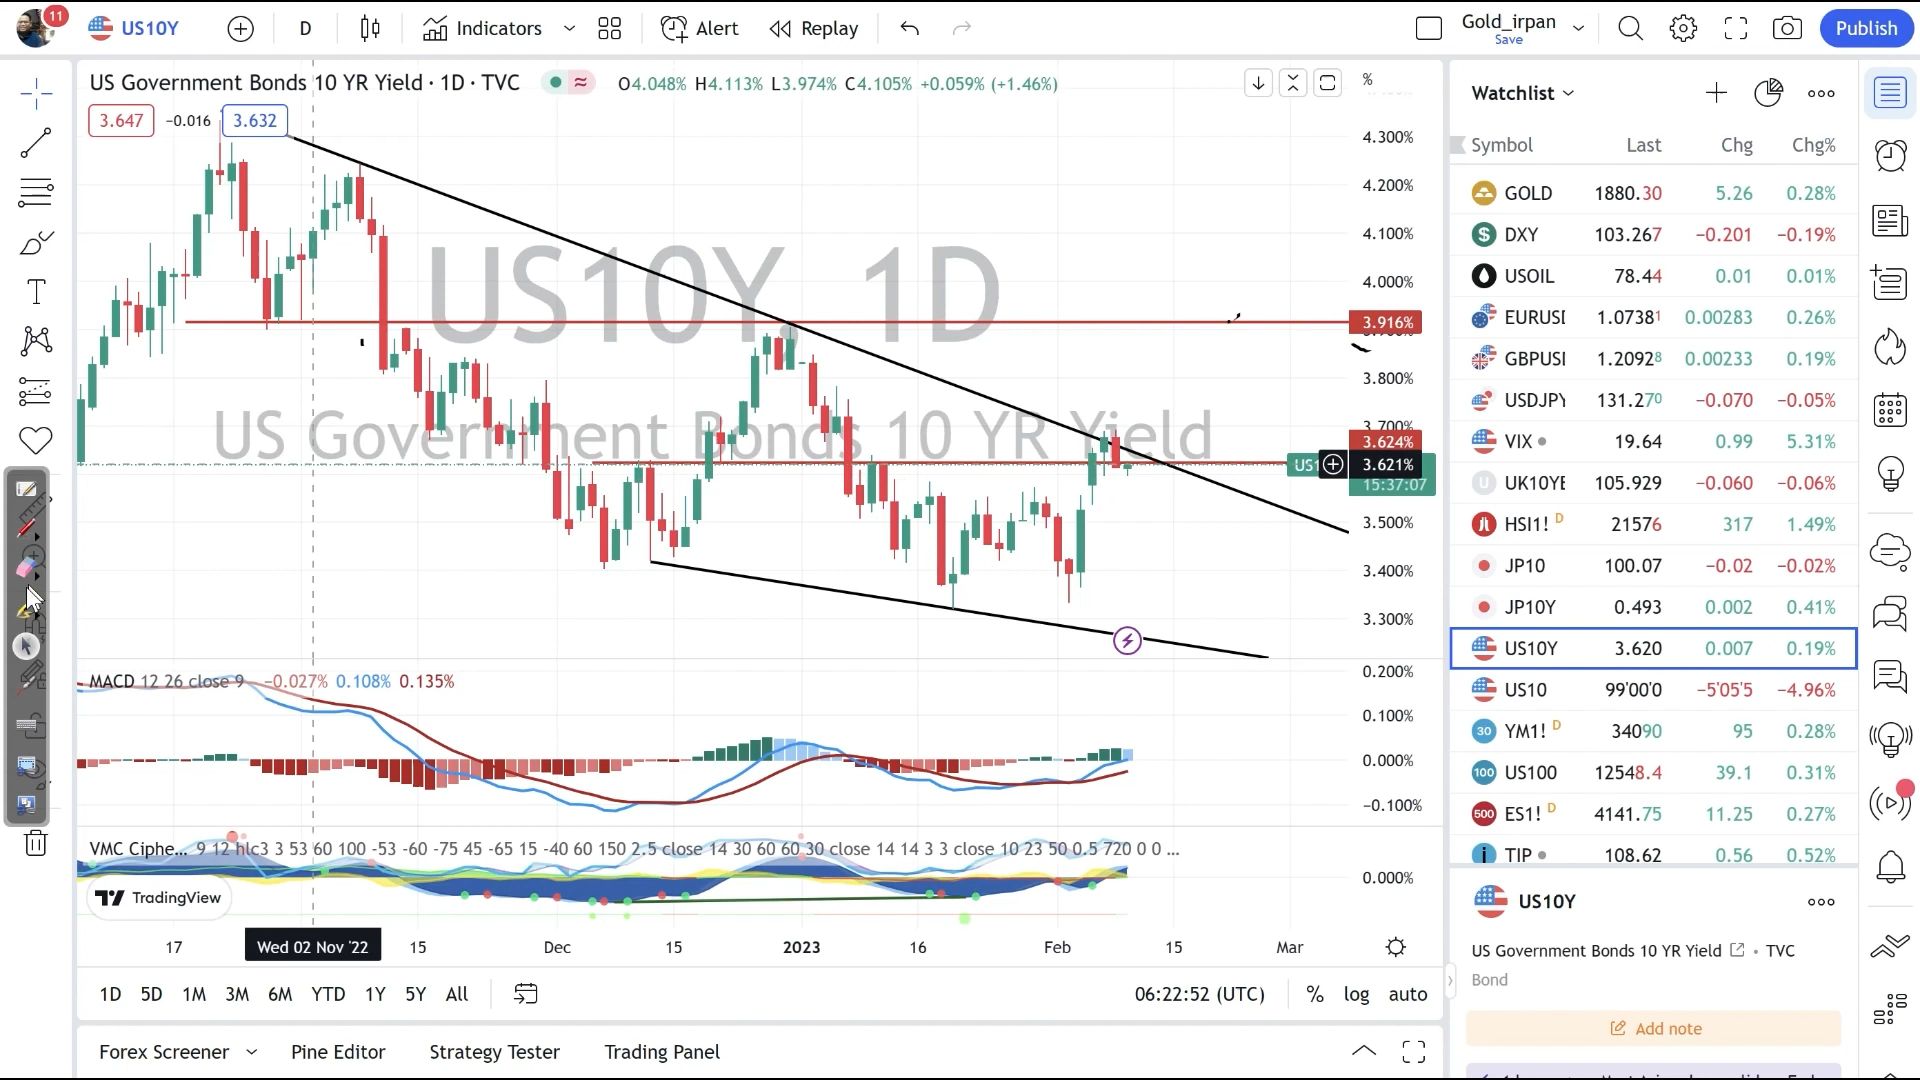 11
US10Y
D
Indicators
Alert
Replay
Gold_irpan
Save
Publish
US Government Bonds 10 YR Yield · 1D · TVC
O4.048% H4.113% L3.974% C4.105% +0.059% (+1.46%)
3.647 −0.016 3.632
US10Y, 1D
US Government Bonds 10 YR Yield
%
4.300%
4.200%
4.100%
4.000%
3.916%
3.800%
3.700%
3.624%
3.621%
15:37:07
3.500%
3.400%
3.300%
MACD 12 26 close 9 −0.027% 0.108% 0.135%
0.200%
0.100%
0.000%
−0.100%
VMC Ciphe... 9 12 hlc3 3 53 60 100 -53 -60 -75 45 -65 15 -40 60 150 2.5 close 14 30 60 60 30 close 14 14 3 3 close 10 23 50 0.5 720 0 0 ...
0.000%
TradingView
17 Wed 02 Nov '22 15 Dec 15 2023 16 Feb 15 Mar
1D 5D 1M 3M 6M YTD 1Y 5Y All
06:22:52 (UTC) % log auto
Forex Screener Pine Editor Strategy Tester Trading Panel
Watchlist
Symbol Last Chg Chg%
GOLD 1880.30 5.26 0.28%
DXY 103.267 −0.201 −0.19%
USOIL 78.44 0.01 0.01%
EURUSI 1.07381 0.00283 0.26%
GBPUSI 1.20928 0.00233 0.19%
USDJPY 131.270 −0.070 −0.05%
VIX 19.64 0.99 5.31%
U UK10YE 105.929 −0.060 −0.06%
HSI1! D 21576 317 1.49%
JP10 100.07 −0.02 −0.02%
JP10Y 0.493 0.002 0.41%
US10Y 3.620 0.007 0.19%
US10 99'00'0 −5'05'5 −4.96%
30 YM1! D 34090 95 0.28%
100 US100 12548.4 39.1 0.31%
500 ES1! D 4141.75 11.25 0.27%
TIP 108.62 0.56 0.52%
US10Y
US Government Bonds 10 YR Yield · TVC
Bond
Add note